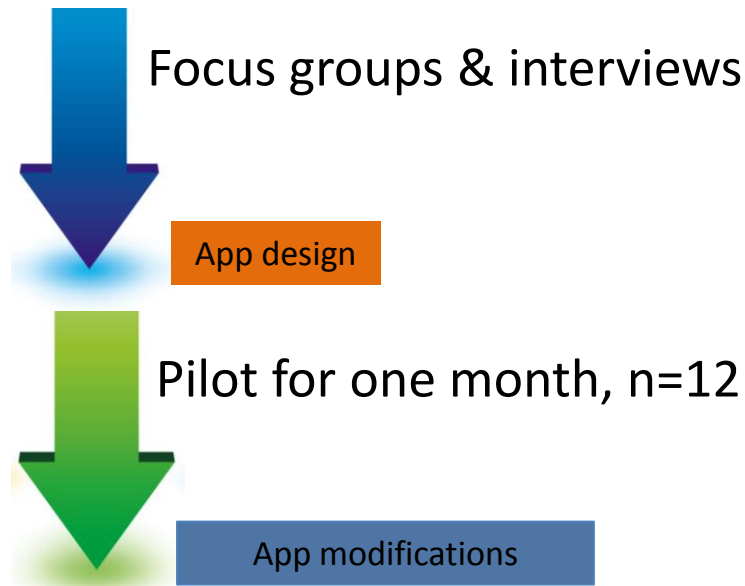 Focus groups & interviews
App design
Pilot for one month, n=12
App modifications